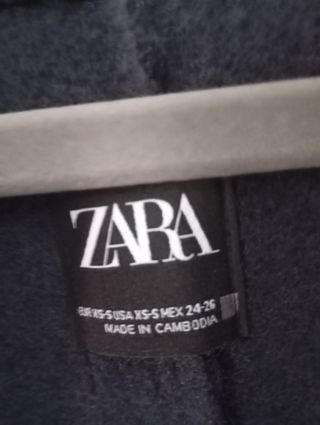 ZARA
EUR XS-S USA XS-S MEX 24-26
MADE IN CAMBODIA